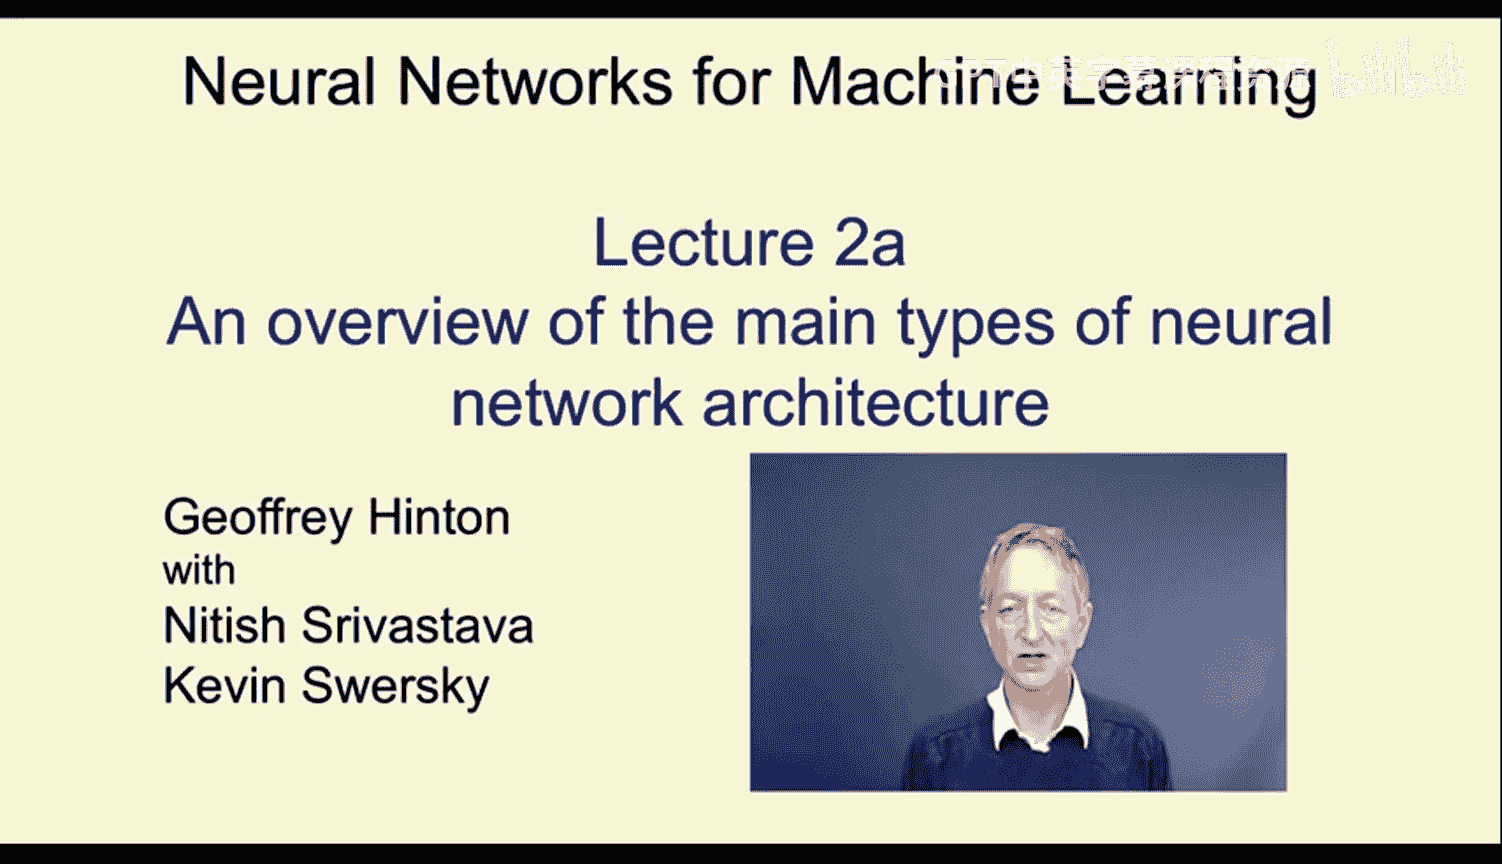 Neural Networks for Machine Learning
Lecture 2a
An overview of the main types of neural
network architecture
Geoffrey Hinton
with
Nitish Srivastava
Kevin Swersky